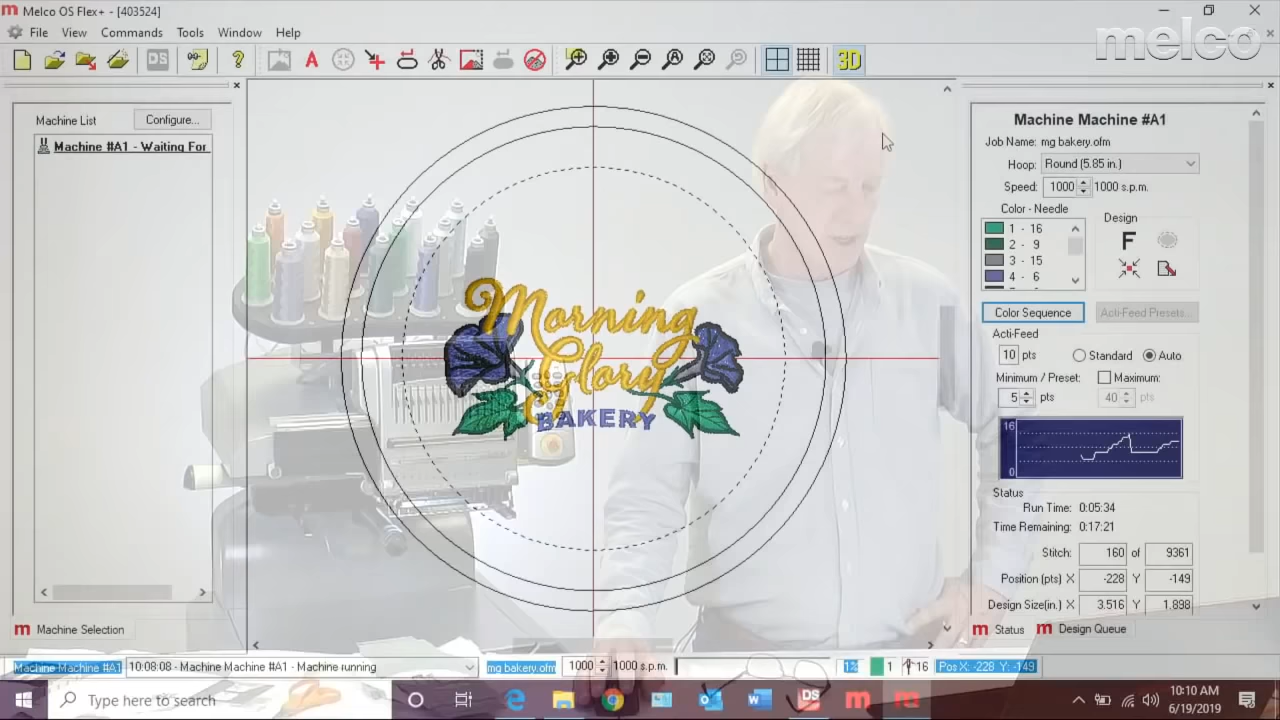 Melco OS Flex+ - [403524]
melco
File View Commands Tools Window Help
DS A ? 3D
Machine List Configure...
Machine #A1 - Waiting For
Machine Machine #A1
Job Name: mg bakery.ofm
Hoop: Round (5.85 in.)
Speed: 1000 1000 s.p.m.
Color - Needle
Design
1 - 16
2 - 9
3 - 15
4 - 6
F
Color Sequence Acti-Feed Presets...
Acti-Feed
10 pts Standard Auto
Minimum / Preset: Maximum:
5 pts 40 pts
16
0
Status
Run Time: 0:05:34
Time Remaining: 0:17:21
Stitch: 160 of 9361
Position (pts) X -228 Y -149
Design Size(in.) X 3.516 Y 1.898
Morning
Glory
BAKERY
Machine Selection
Status Design Queue
Machine Machine #A1 10:08:08 - Machine Machine #A1 - Machine running mg bakery.ofm 1000 1000 s.p.m. 1% 1 16 Pos X: -228 Y: -149
Type here to search
DS
10:10 AM
6/19/2019